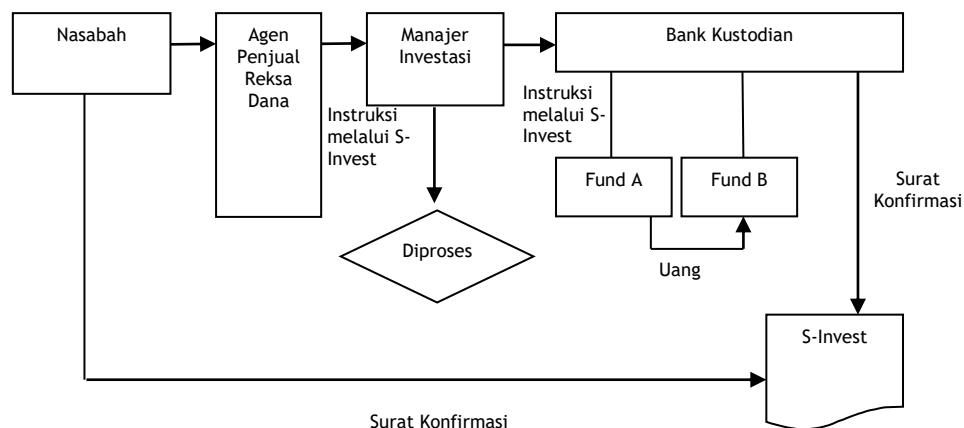 Nasabah
Agen
Penjual
Reksa
Dana
Manajer
Investasi
Bank Kustodian
Instruksi
melalui S-
Invest
Instruksi
melalui S-
Invest
Fund A
Fund B
Surat
Konfirmasi
Diproses
Uang
S-Invest
Surat Konfirmasi